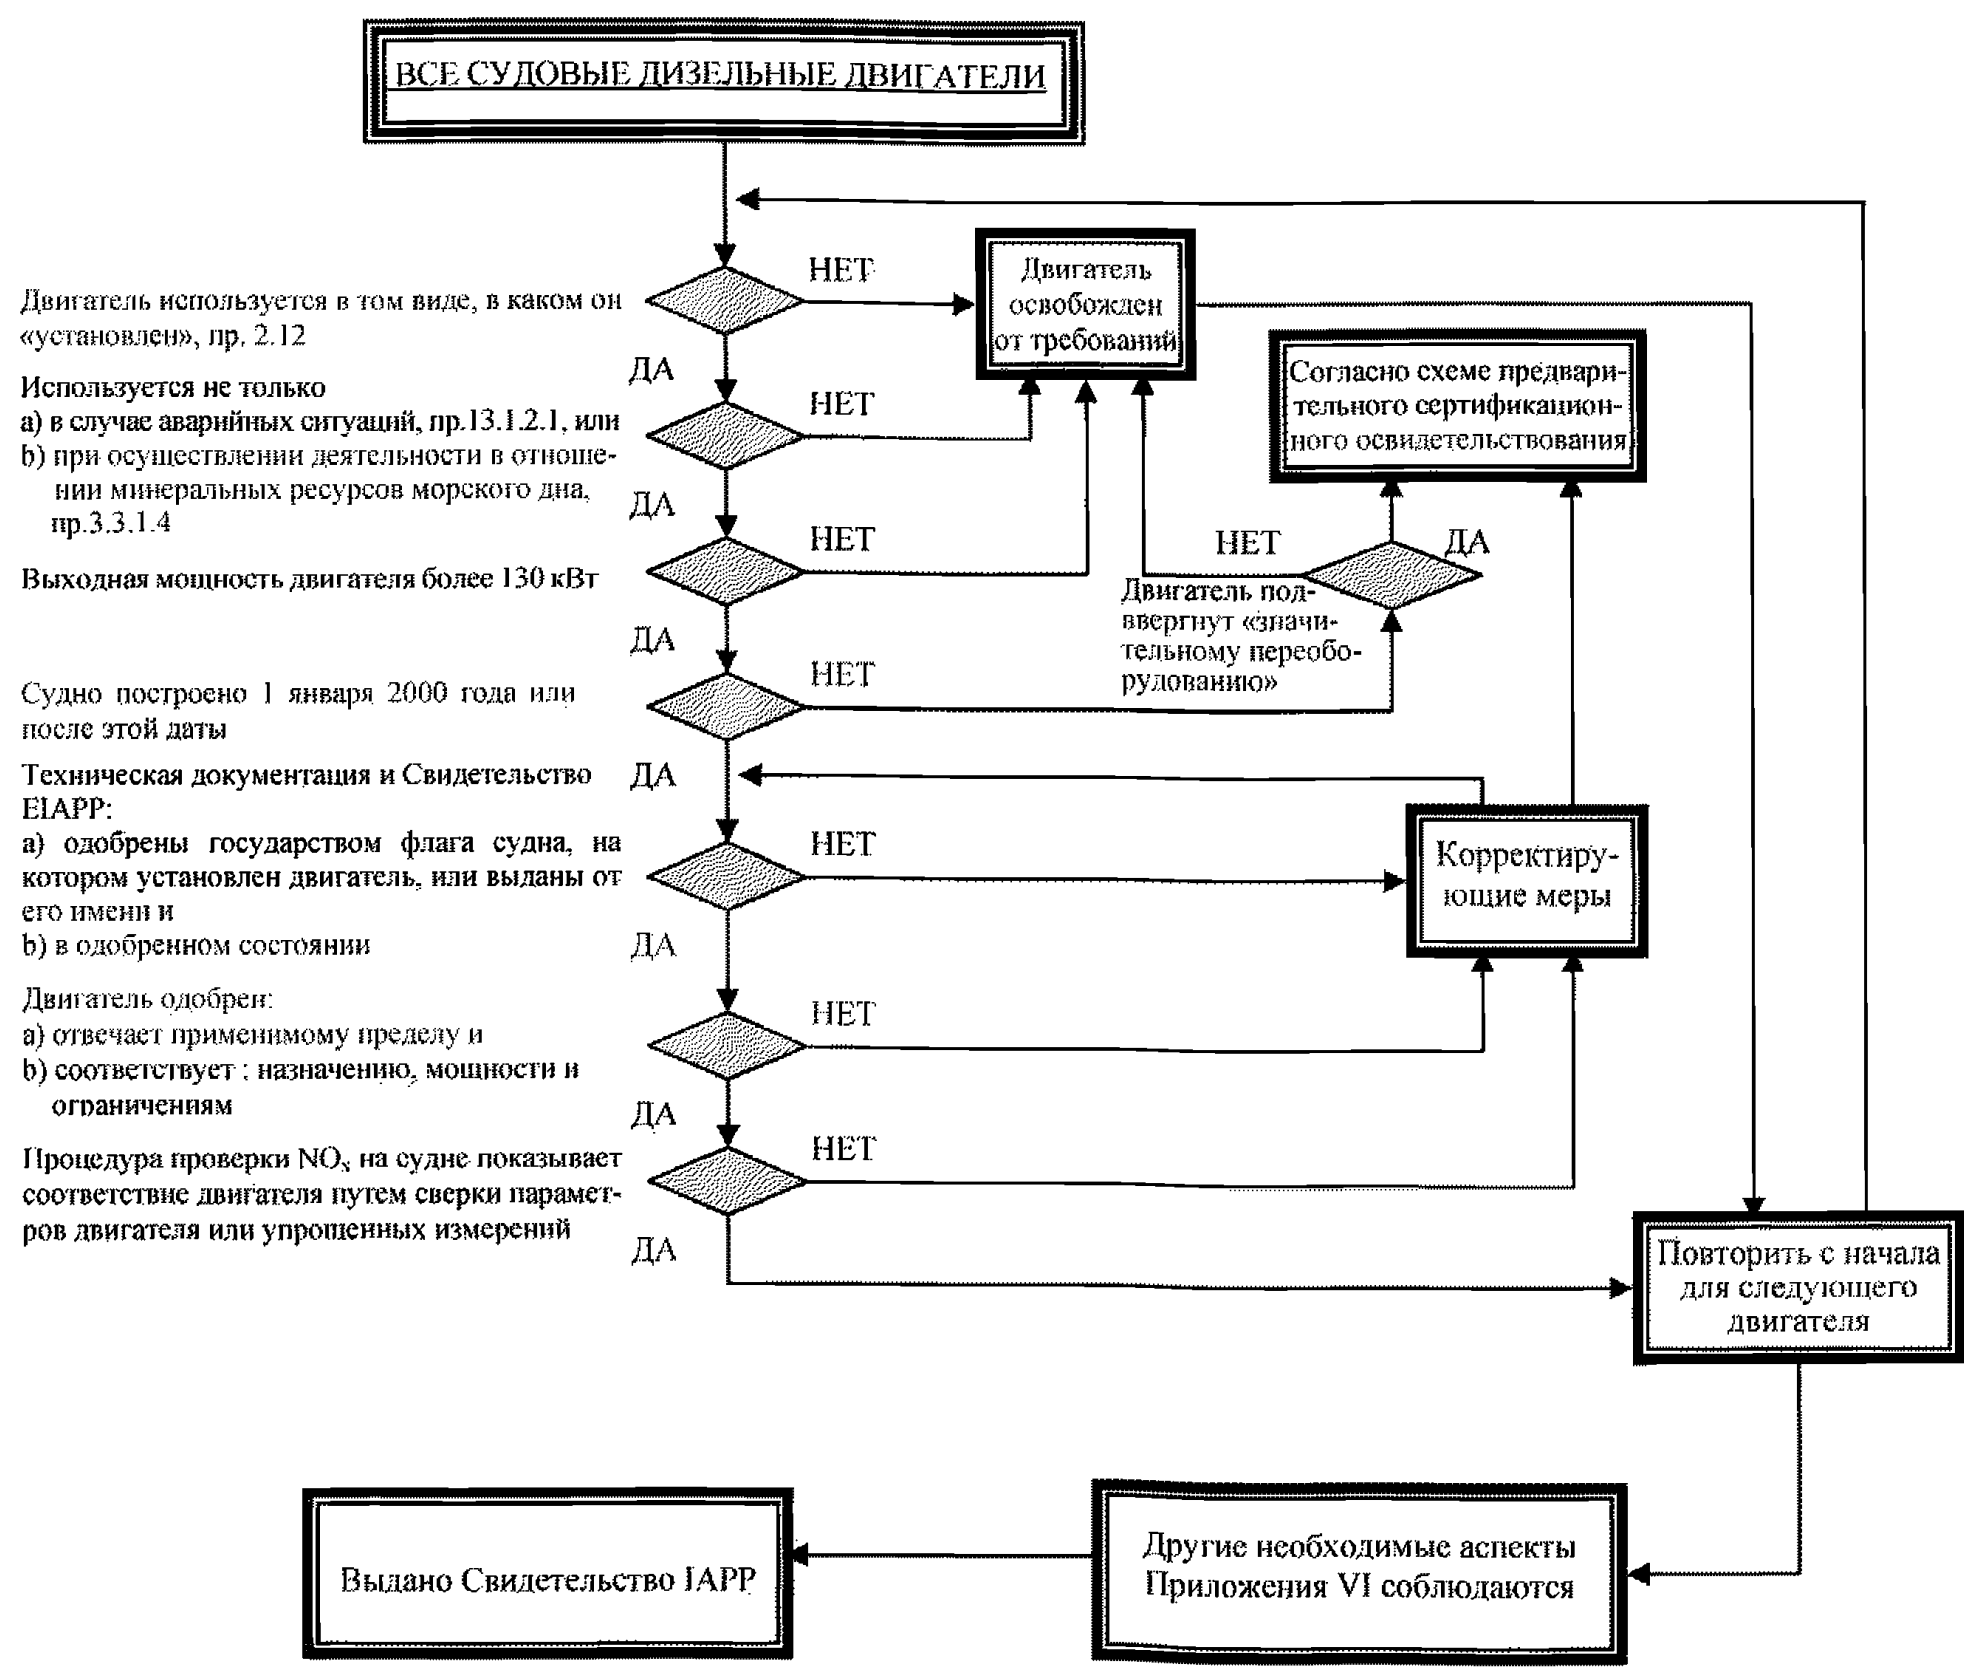 ВСЕ СУДОВЫЕ ДИЗЕЛЬНЫЕ ДВИГАТЕЛИ
Двигатель используется в том виде, в каком он
«установлен», пр. 2.12
НЕТ
Двигатель
освобожден
от требований
ДА
Используется не только
a) в случае аварийных ситуаций, пр.13.1.2.1, или
b) при осуществлении деятельности в отноше-
нии минеральных ресурсов морского дна,
пр.3.3.1.4
НЕТ
Согласно схеме предвари-
тельного сертификацион-
ного освидетельствования
ДА
Выходная мощность двигателя более 130 кВт
НЕТ
НЕТ
ДА
Двигатель под-
ввергнут «значи-
тельному переобо-
рудованию»
ДА
Судно построено 1 января 2000 года или
после этой даты
НЕТ
ДА
Техническая документация и Свидетельство
EIAPP:
a) одобрены государством флага судна, на
котором установлен двигатель, или выданы от
его имени и
b) в одобренном состоянии
НЕТ
Корректиру-
ющие меры
ДА
Двигатель одобрен:
a) отвечает применимому пределу и
b) соответствует : назначению, мощности и
ограничениям
НЕТ
ДА
Процедура проверки NOx на судне показывает
соответствие двигателя путем сверки парамет-
ров двигателя или упрошенных измерений
НЕТ
ДА
Повторить с начала
для следующего
двигателя
Другие необходимые аспекты
Приложения VI соблюдаются
Выдано Свидетельство IAPP